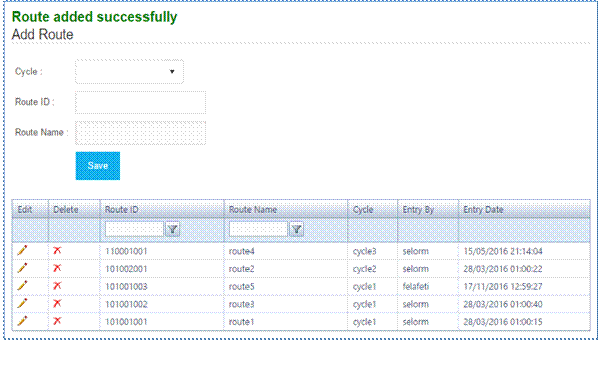 Route added successfully
Add Route
Cycle :
Route ID :
Route Name :
Save
Edit Delete Route ID Route Name Cycle Entry By Entry Date
110001001 route4 cycle3 selorm 15/05/2016 21:14:04
101002001 route2 cycle2 selorm 28/03/2016 01:00:22
101001003 route5 cycle1 felafeti 17/11/2016 12:59:27
101001002 route3 cycle1 selorm 28/03/2016 01:00:40
101001001 route1 cycle1 selorm 28/03/2016 01:00:15